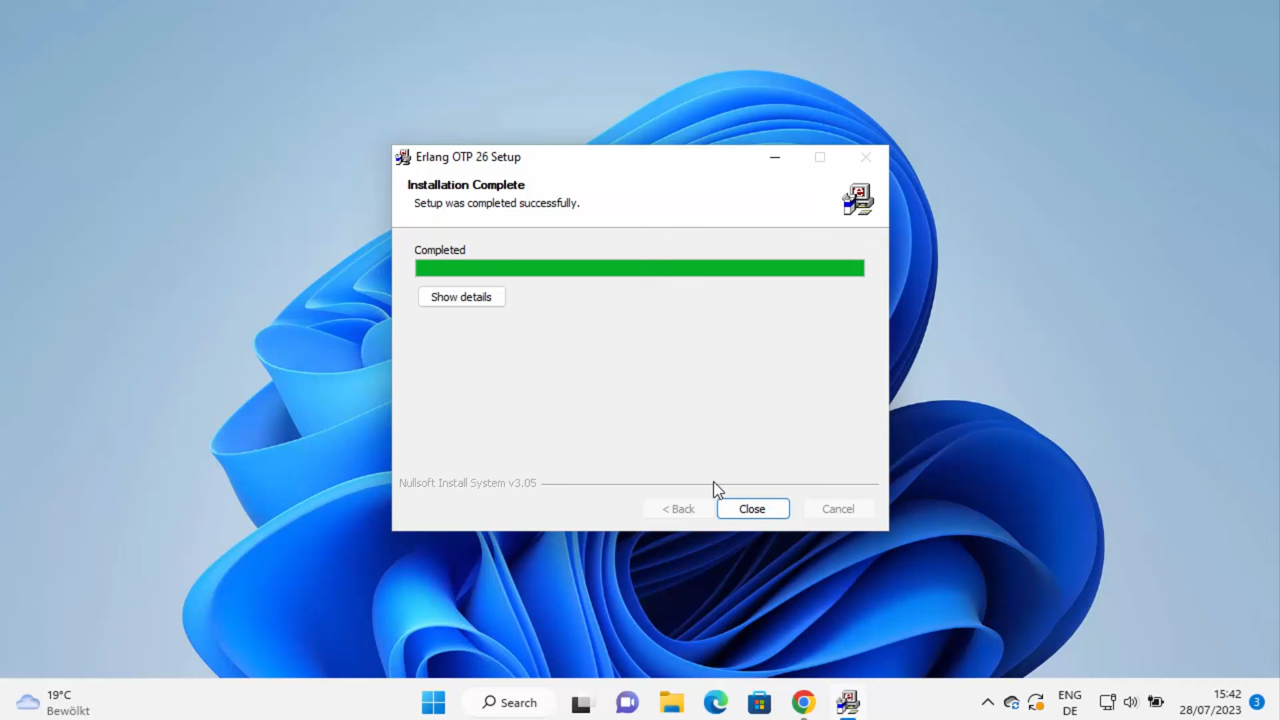 Erlang OTP 26 Setup
Installation Complete
Setup was completed successfully.
Completed
Show details
Nullsoft Install System v3.05
< Back
Close
Cancel
19°C
Bewölkt
Search
ENG
DE
15:42
28/07/2023
3